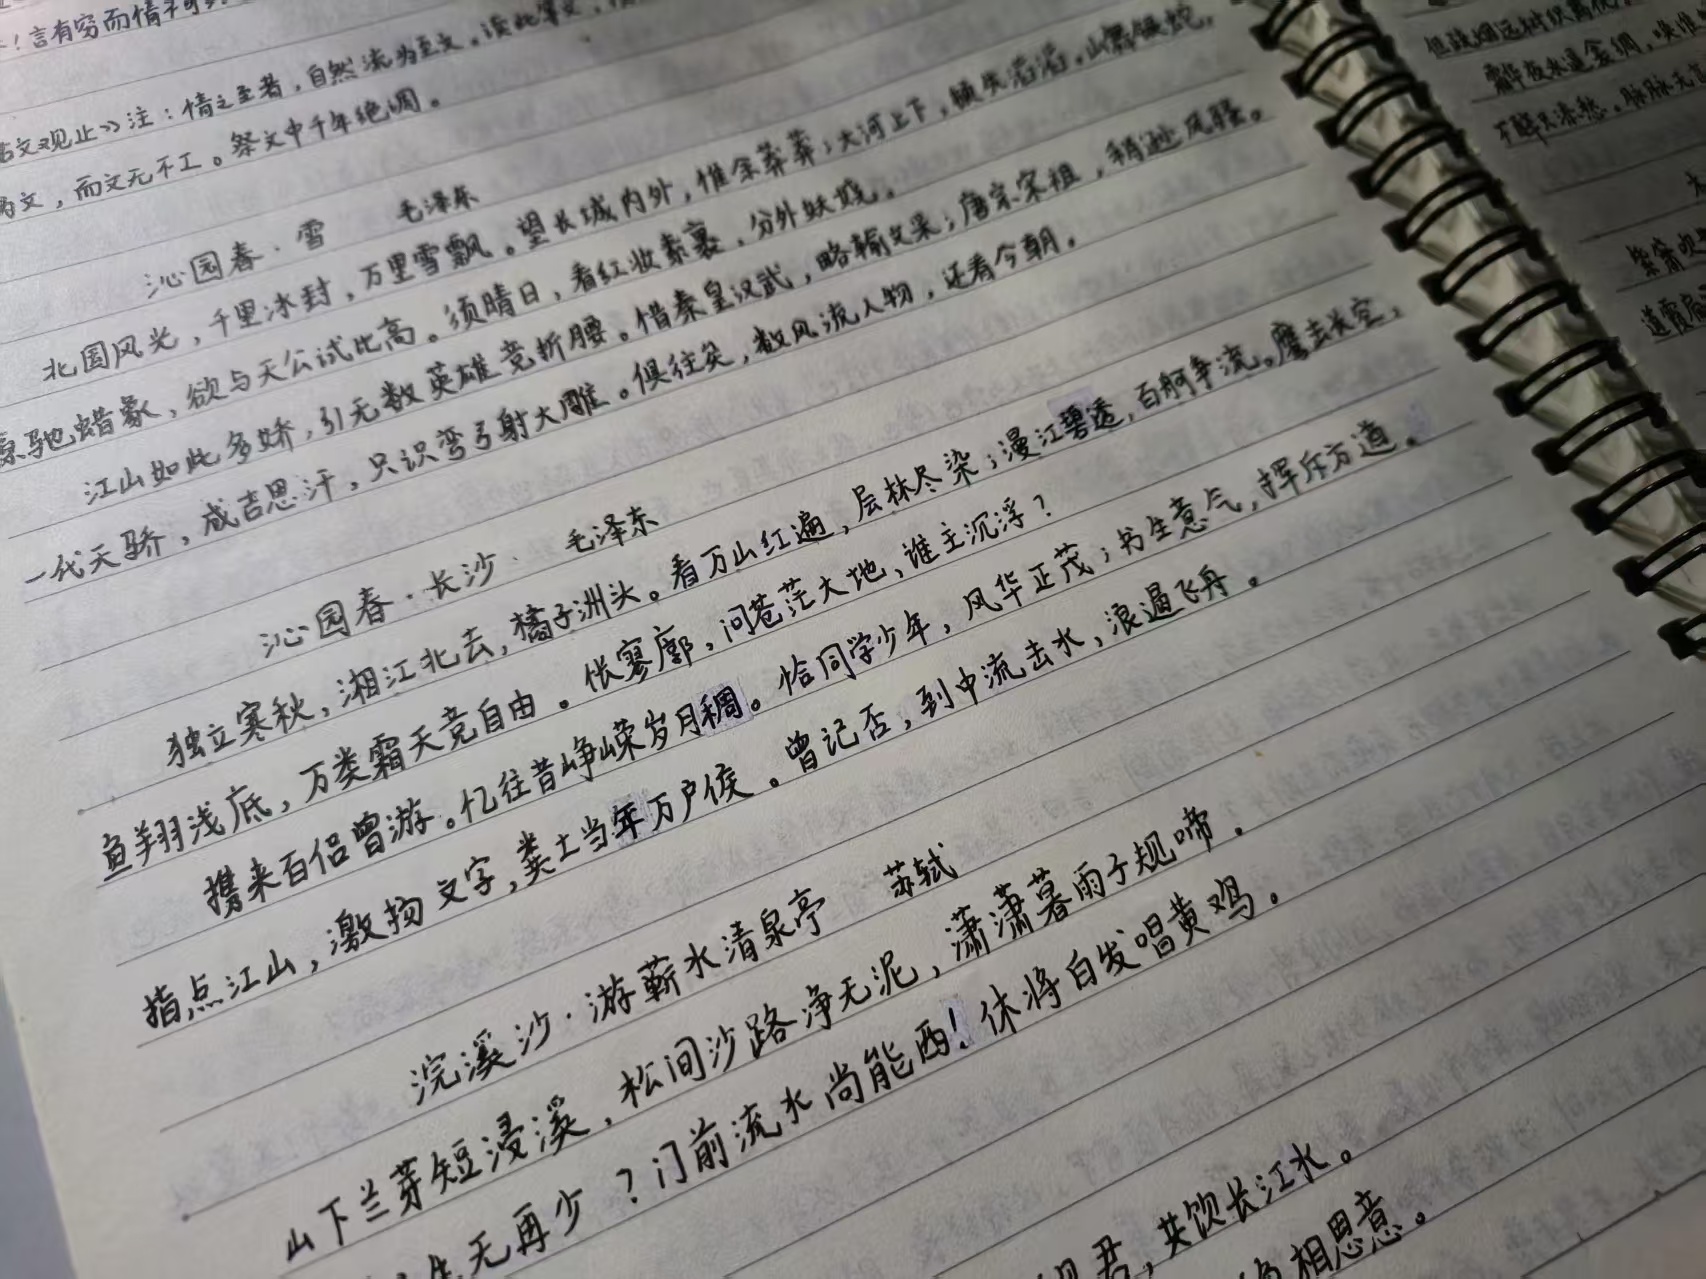 言有穷而情不可
古文观止》》注：情之至者，自然流为至文。读此等文，
为文，而文无不工。祭文中千年绝调。
沁园春·雪 毛泽东
北国风光，千里冰封，万里雪飘。望长城内外，惟余莽莽；大河上下，顿失滔滔。山舞银蛇，
原驰蜡象，欲与天公试比高。须晴日，看红妆素裹，分外妖娆。
江山如此多娇，引无数英雄竞折腰。惜秦皇汉武，略输文采；唐宗宋祖，稍逊风骚。
一代天骄，成吉思汗，只识弯弓射大雕。俱往矣，数风流人物，还看今朝。
沁园春·长沙· 毛泽东
独立寒秋，湘江北去，橘子洲头。看万山红遍，层林尽染；漫江碧透，百舸争流。鹰击长空，
鱼翔浅底，万类霜天竞自由。怅寥廓，问苍茫大地，谁主沉浮？
携来百侣曾游。忆往昔峥嵘岁月稠。恰同学少年，风华正茂；书生意气，挥斥方遒。
指点江山，激扬文字，粪土当年万户侯。曾记否，到中流击水，浪遏飞舟。
浣溪沙·游蕲水清泉寺 苏轼
山下兰芽短浸溪，松间沙路净无泥，潇潇暮雨子规啼。
生无再少？门前流水尚能西！休将白发唱黄鸡。
君，共饮长江水。
相思意。